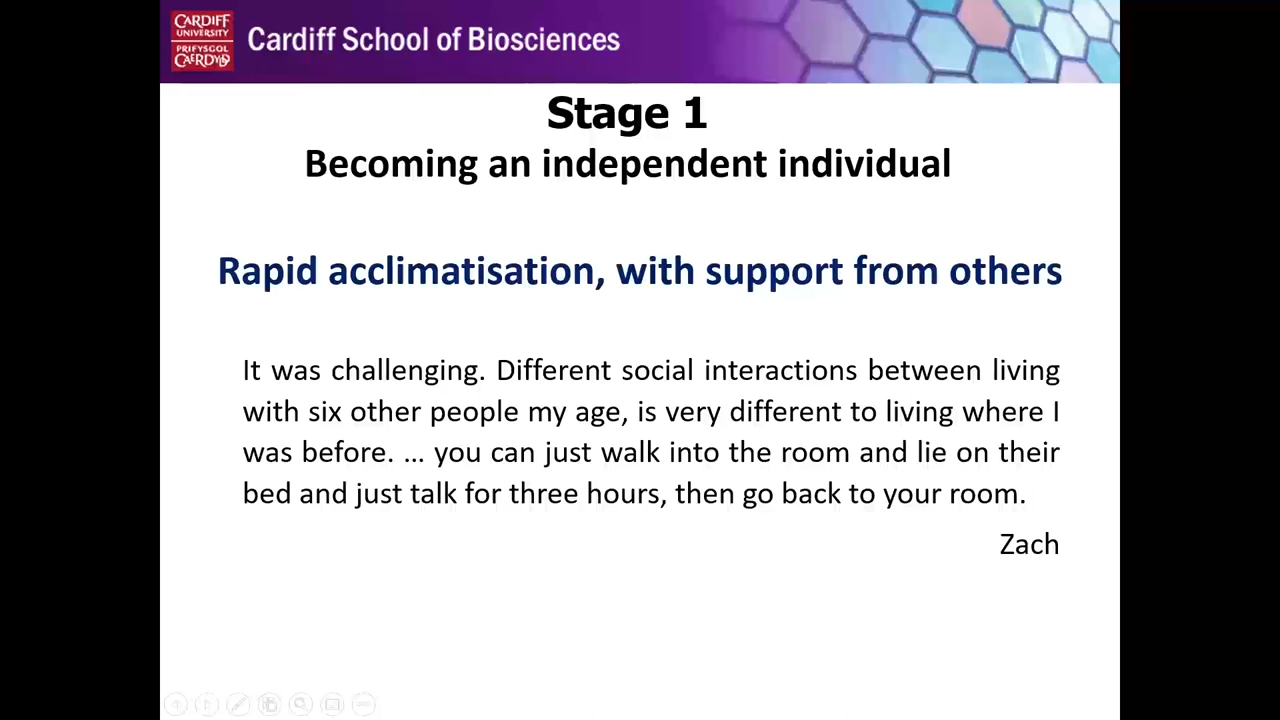 CARDIFF
UNIVERSITY
PRIFYSGOL
CAERDYDD
Cardiff School of Biosciences
Stage 1
Becoming an independent individual
Rapid acclimatisation, with support from others
It was challenging. Different social interactions between living
with six other people my age, is very different to living where I
was before. ... you can just walk into the room and lie on their
bed and just talk for three hours, then go back to your room.
Zach